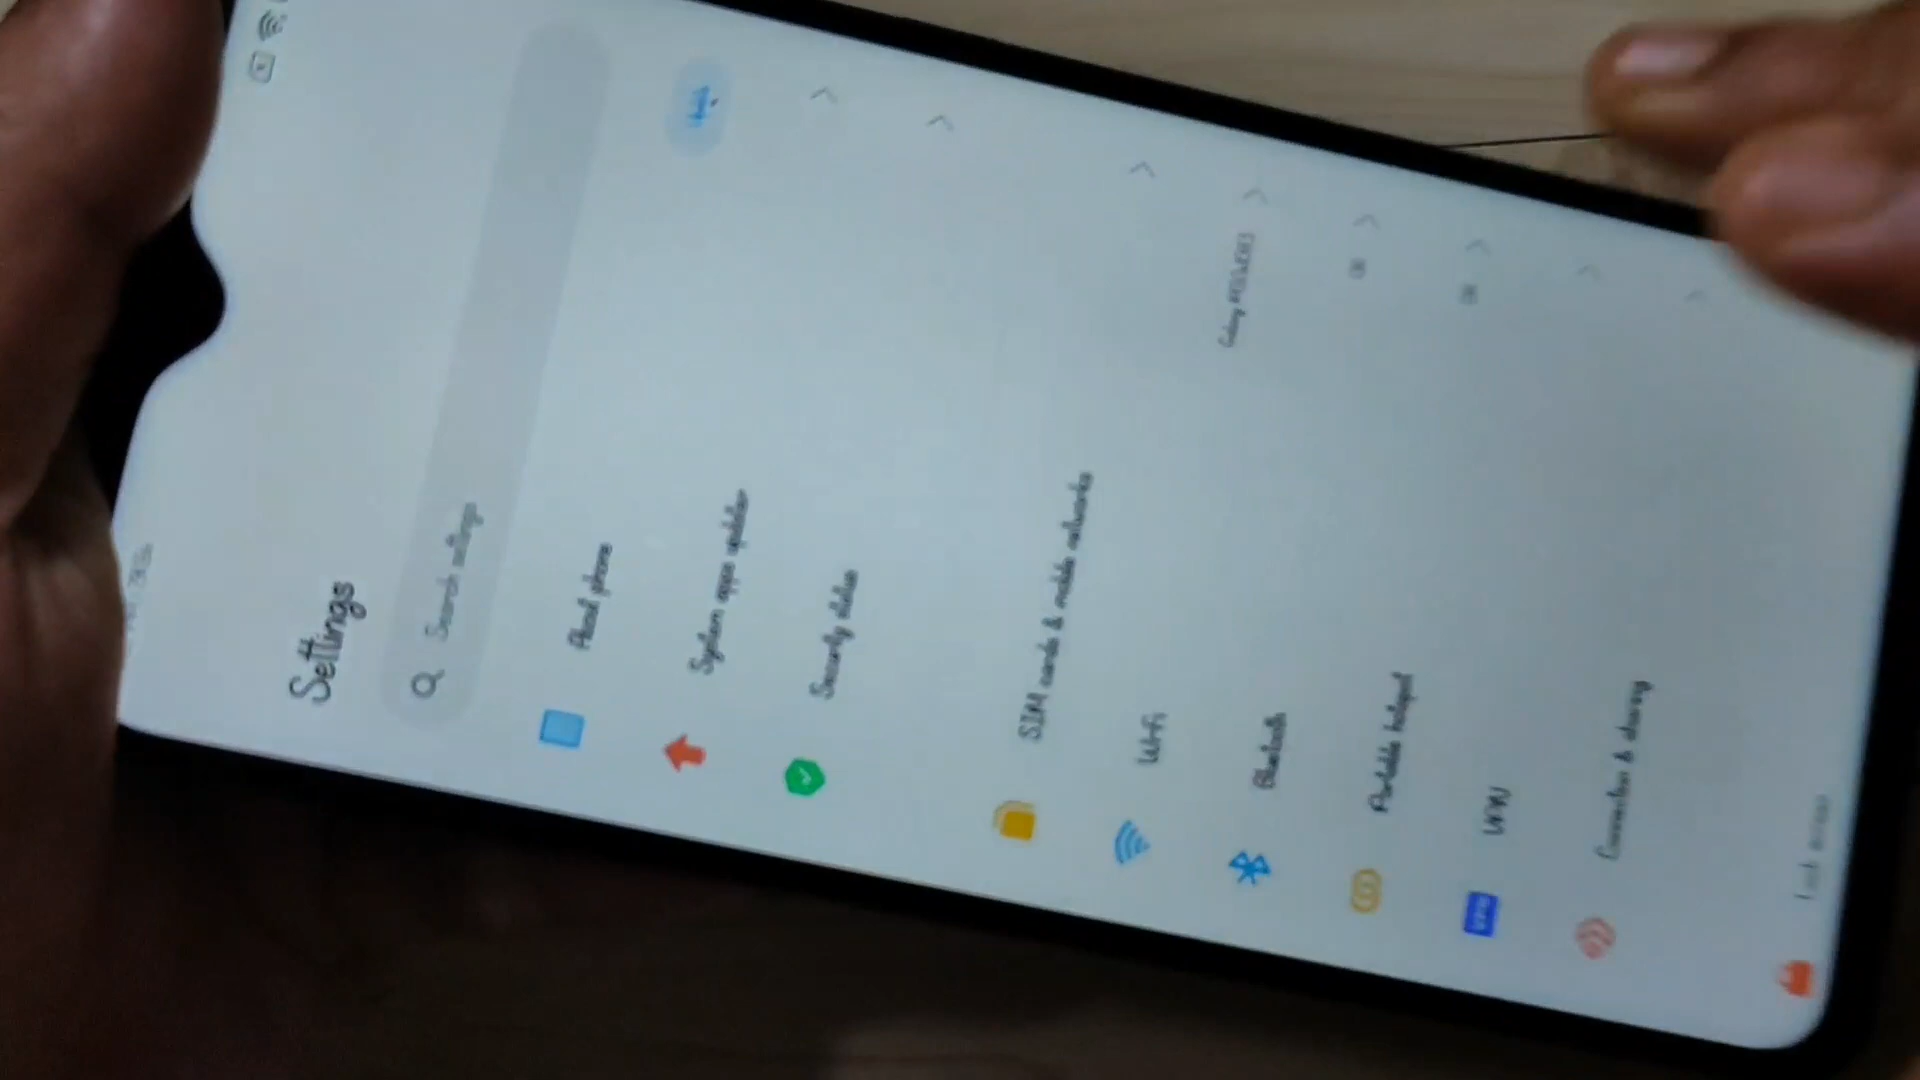 Settings
Search settings
About phone
System apps updater
Security status
SIM cards & mobile networks
Wi-Fi
Bluetooth
Portable hotspot
VPN
VPN
Connection & sharing